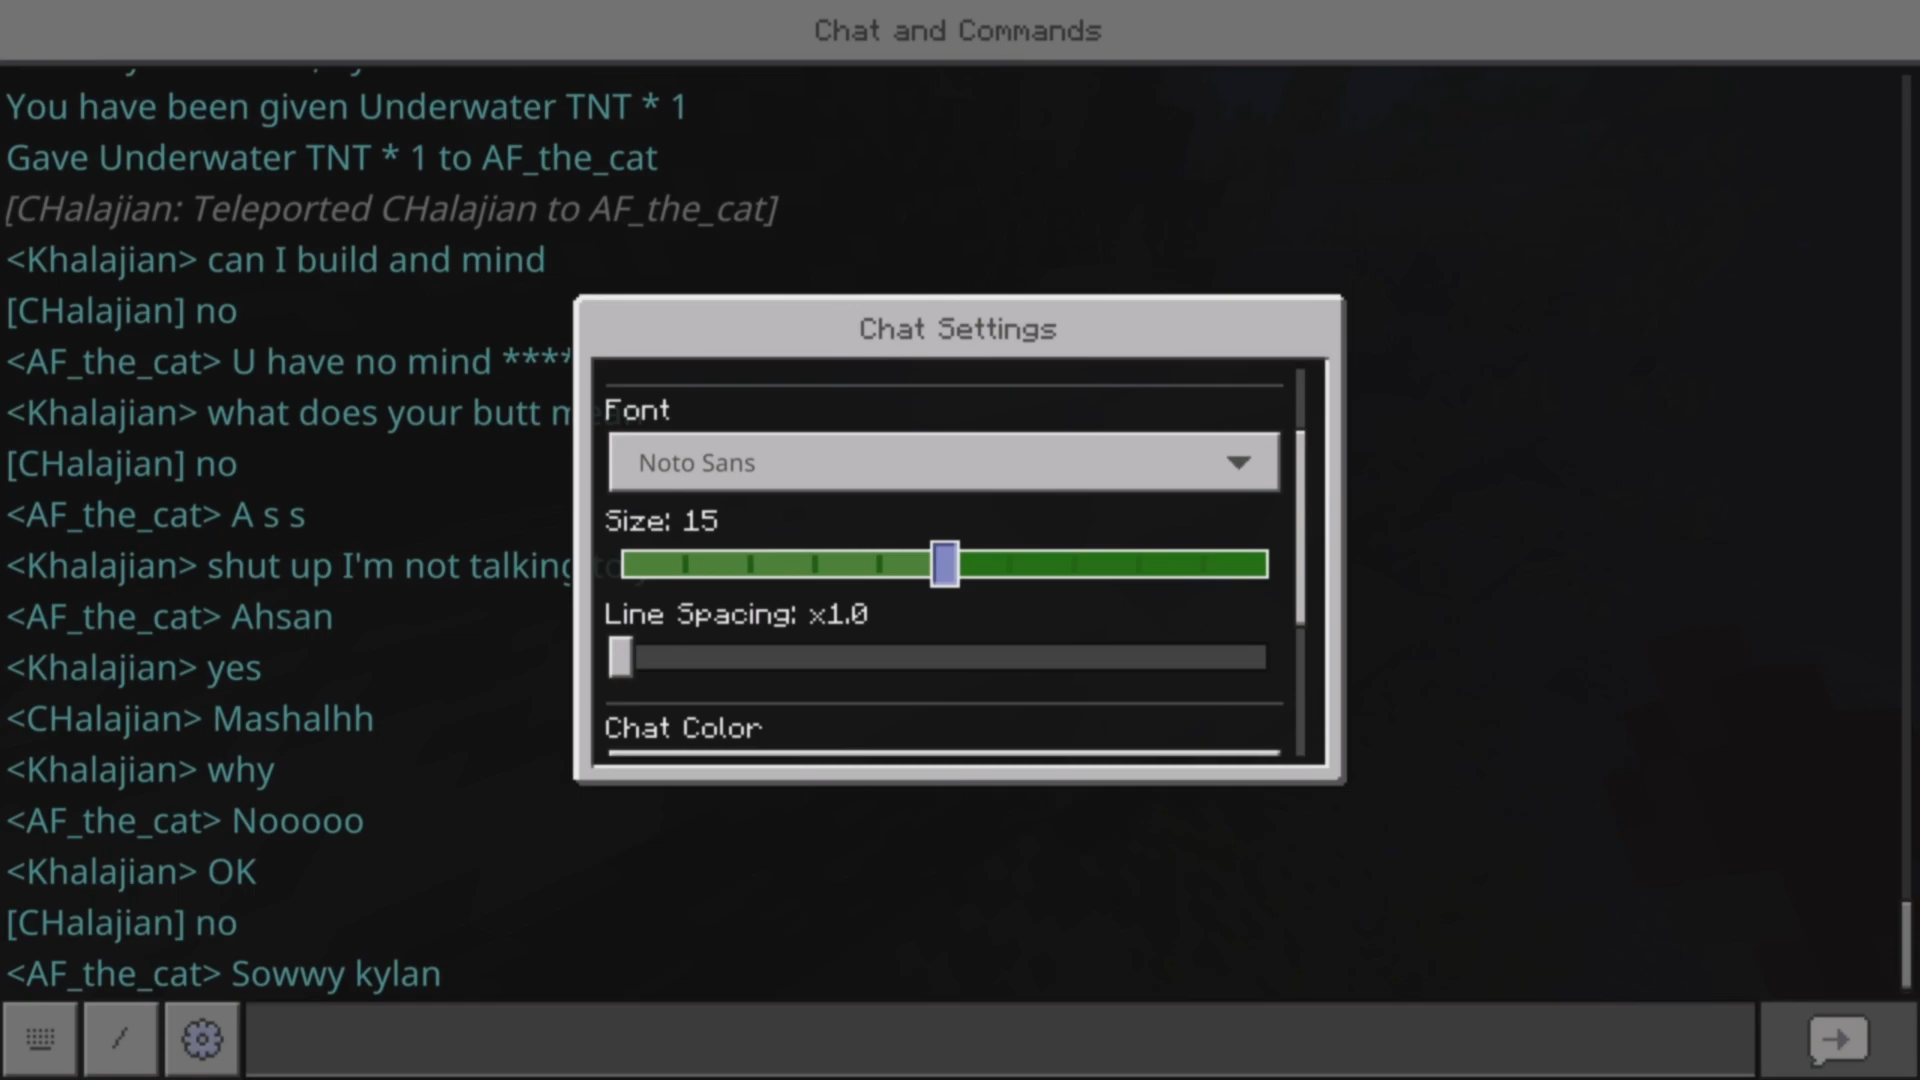 Chat and Commands
You have been given Underwater TNT * 1
Gave Underwater TNT * 1 to AF_the_cat
[CHalajian: Teleported CHalajian to AF_the_cat]
<Khalajian> can I build and mind
[CHalajian] no
<AF_the_cat> U have no mind ****
<Khalajian> what does your butt mean
[CHalajian] no
<AF_the_cat> A s s
<Khalajian> shut up I'm not talking to
<AF_the_cat> Ahsan
<Khalajian> yes
<CHalajian> Mashalhh
<Khalajian> why
<AF_the_cat> Nooooo
<Khalajian> OK
[CHalajian] no
<AF_the_cat> Sowwy kylan
Chat Settings
Font
Noto Sans
Size: 15
Line Spacing: x1.0
Chat Color
/